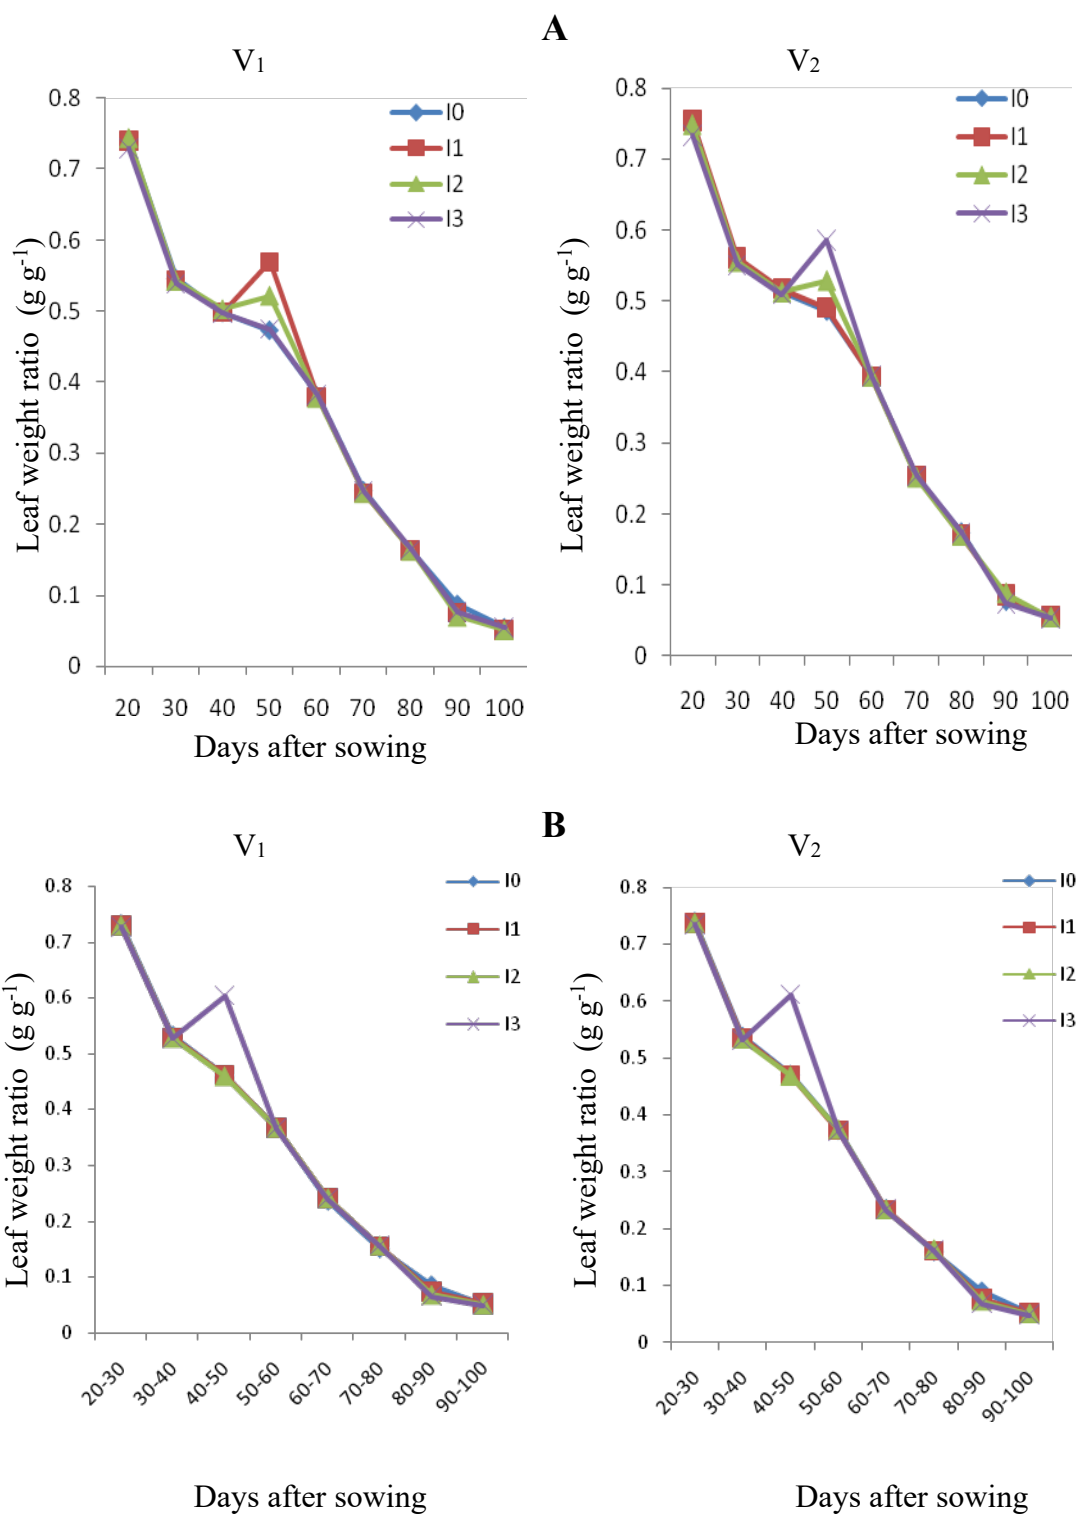 A
V₁
V₂
I0
I1
I2
I3
I0
I1
I2
I3
0.8
0.7
0.6
0.5
0.4
0.3
0.2
0.1
0
0.8
0.7
0.6
0.5
0.4
0.3
0.2
0.1
0
Leaf weight ratio (g g⁻¹)
Leaf weight ratio (g g⁻¹)
20 30 40 50 60 70 80 90 100
20 30 40 50 60 70 80 90 100
Days after sowing
Days after sowing
B
V₁
V₂
I0
I1
I2
I3
I0
I1
I2
I3
0.8
0.7
0.6
0.5
0.4
0.3
0.2
0.1
0
0.8
0.7
0.6
0.5
0.4
0.3
0.2
0.1
0
Leaf weight ratio (g g⁻¹)
Leaf weight ratio (g g⁻¹)
20-30 30-40 40-50 50-60 60-70 70-80 80-90 90-100
20-30 30-40 40-50 50-60 60-70 70-80 80-90 90-100
Days after sowing
Days after sowing